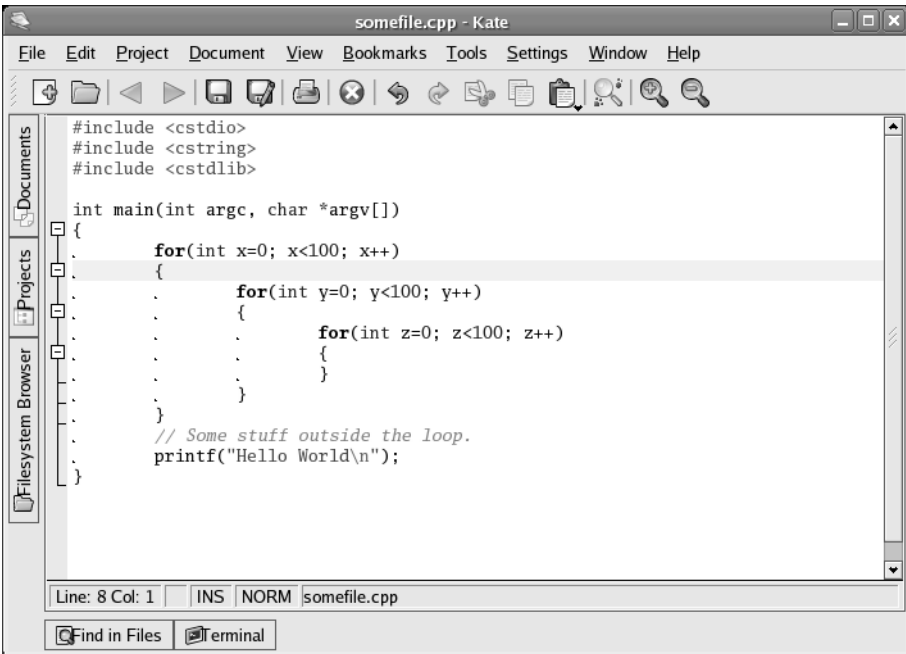 somefile.cpp - Kate
File Edit Project Document View Bookmarks Tools Settings Window Help
Documents
Projects
Filesystem Browser
#include <cstdio>
#include <cstring>
#include <cstdlib>
int main(int argc, char *argv[])
{
for(int x=0; x<100; x++)
{
for(int y=0; y<100; y++)
{
for(int z=0; z<100; z++)
{
}
}
}
// Some stuff outside the loop.
printf("Hello World\n");
}
Line: 8 Col: 1 INS NORM somefile.cpp
Find in Files Terminal